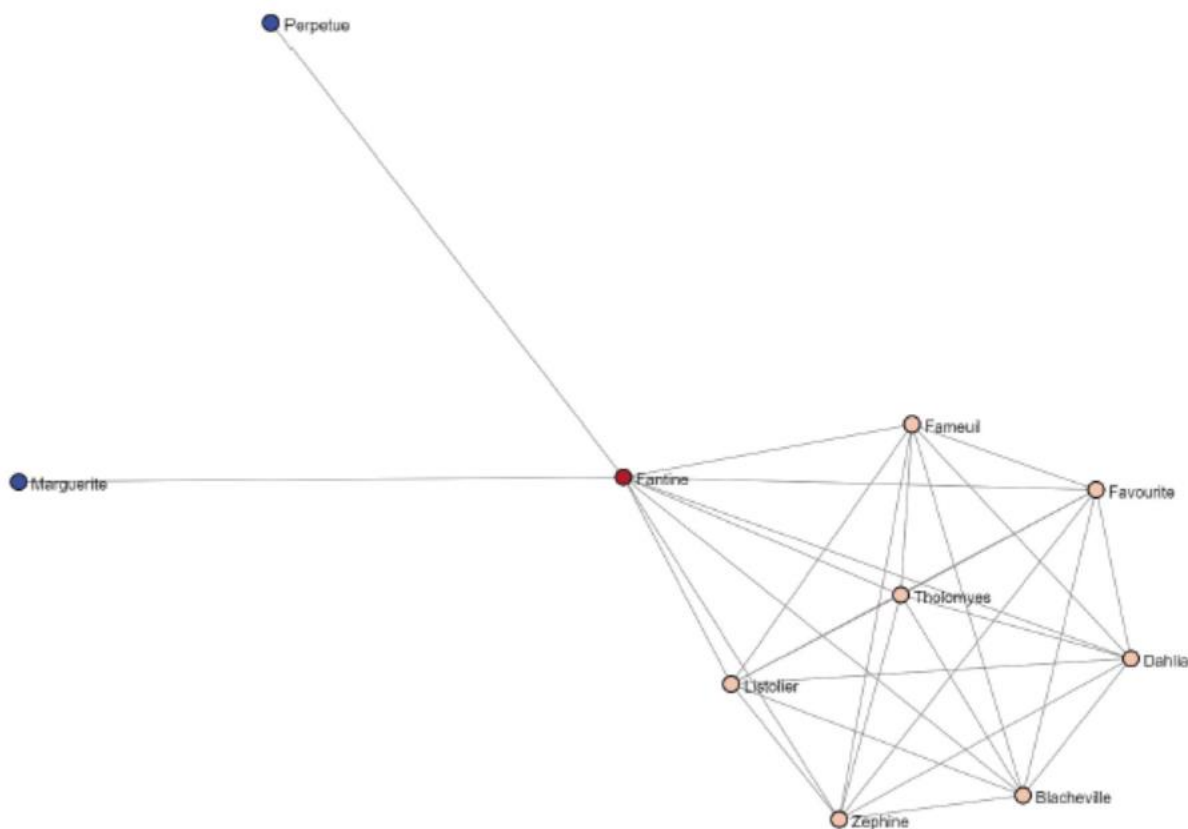 Perpetue
Fameuil
Marguerite
Fantine
Favourite
Tholomyes
Dahlia
Listolier
Blacheville
Zephine